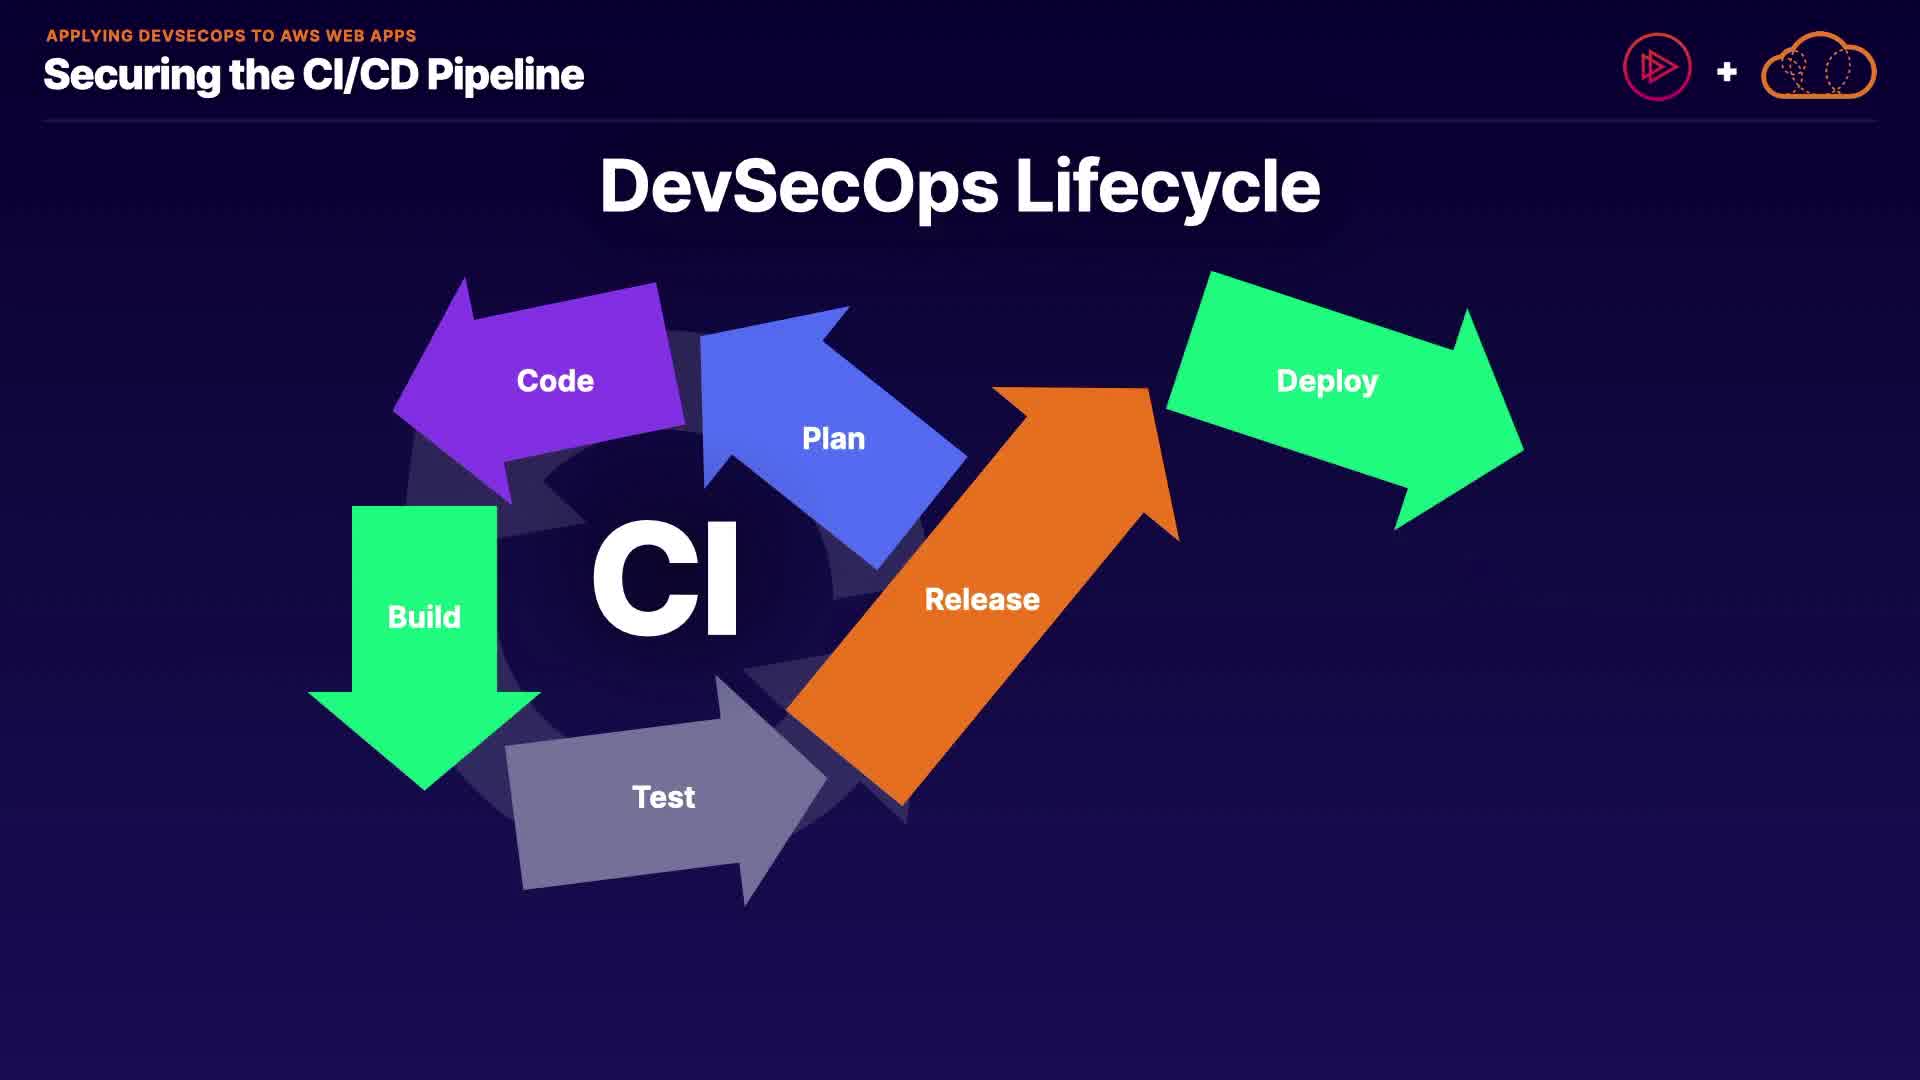 APPLYING DEVSECOPS TO AWS WEB APPS
Securing the CI/CD Pipeline
+
DevSecOps Lifecycle
Code
Plan
Deploy
CI
Build
Release
Test